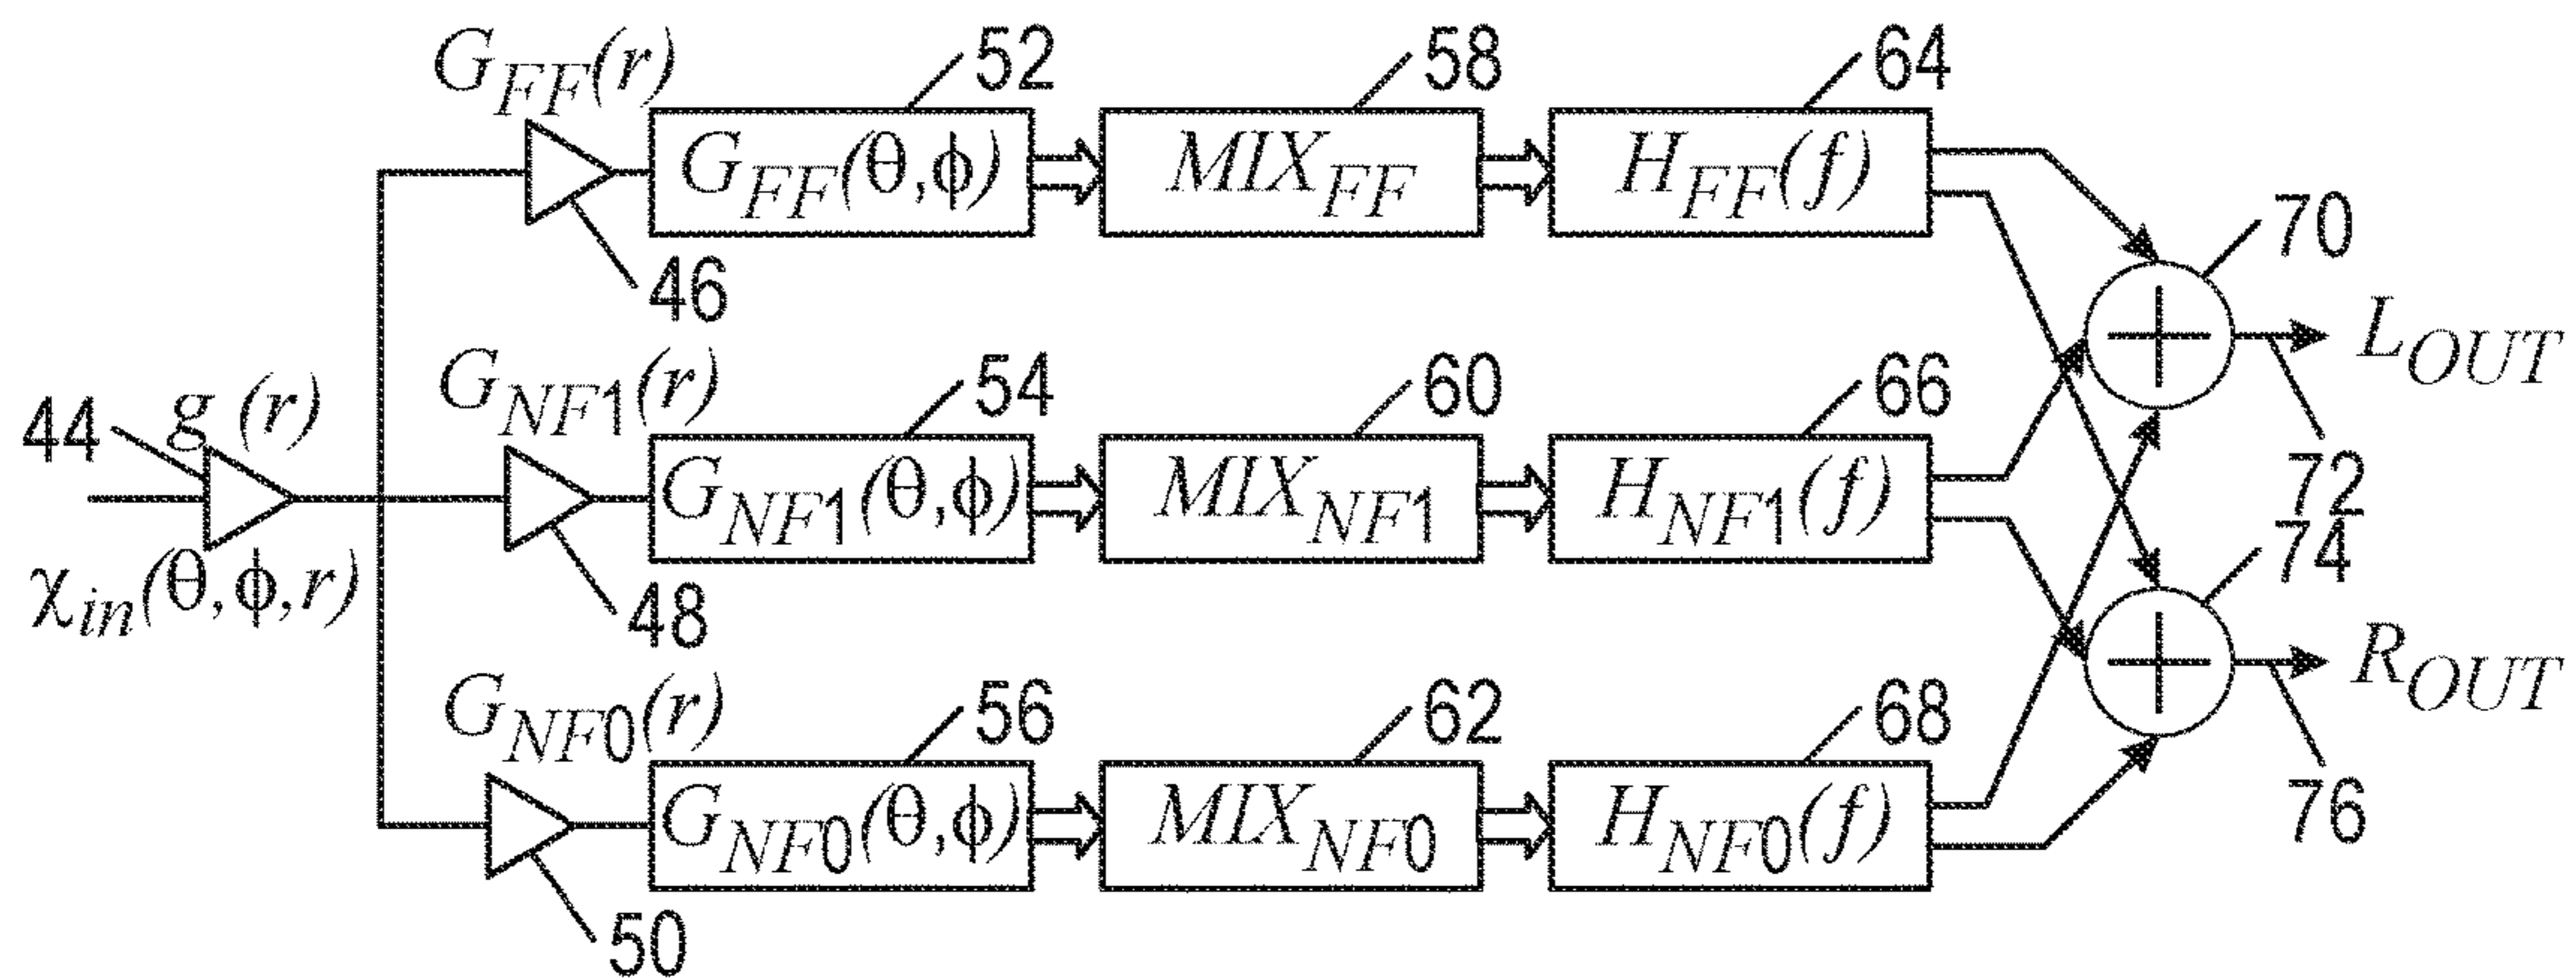 G_FF(r) 52 58 64
G_FF(θ,ϕ) MIX_FF H_FF(f)
46
70
L_OUT
72
G_NF1(r) 54 60 66
44 g (r)
G_NF1(θ,ϕ) MIX_NF1 H_NF1(f)
χ_in(θ,ϕ,r)
48
74
R_OUT
76
G_NF0(r) 56 62 68
G_NF0(θ,ϕ) MIX_NF0 H_NF0(f)
50